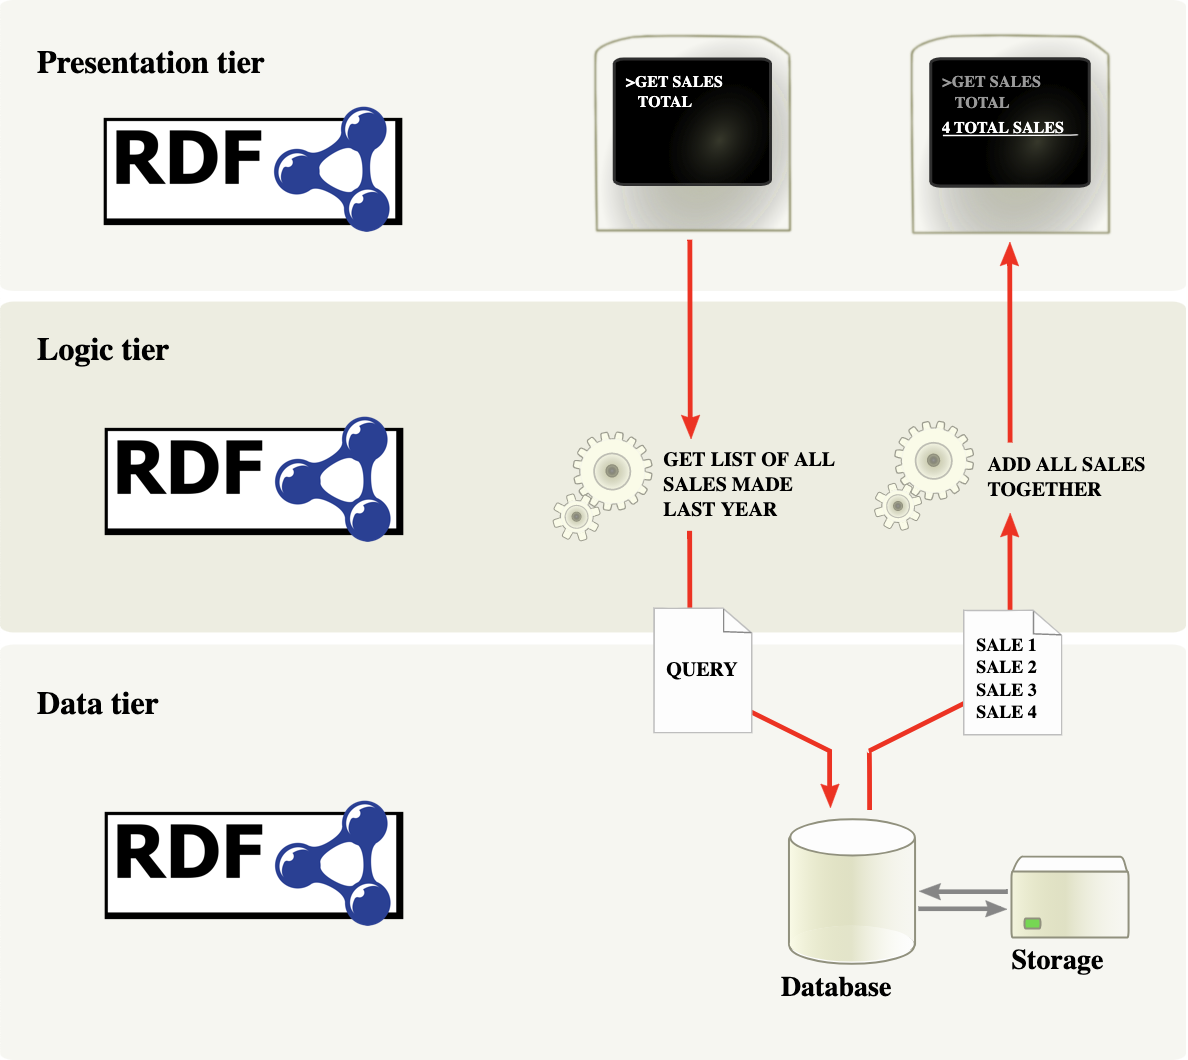 Presentation tier
RDF
>GET SALES
TOTAL
>GET SALES
TOTAL
4 TOTAL SALES
Logic tier
RDF
GET LIST OF ALL
SALES MADE
LAST YEAR
ADD ALL SALES
TOGETHER
QUERY
SALE 1
SALE 2
SALE 3
SALE 4
Data tier
RDF
Database
Storage